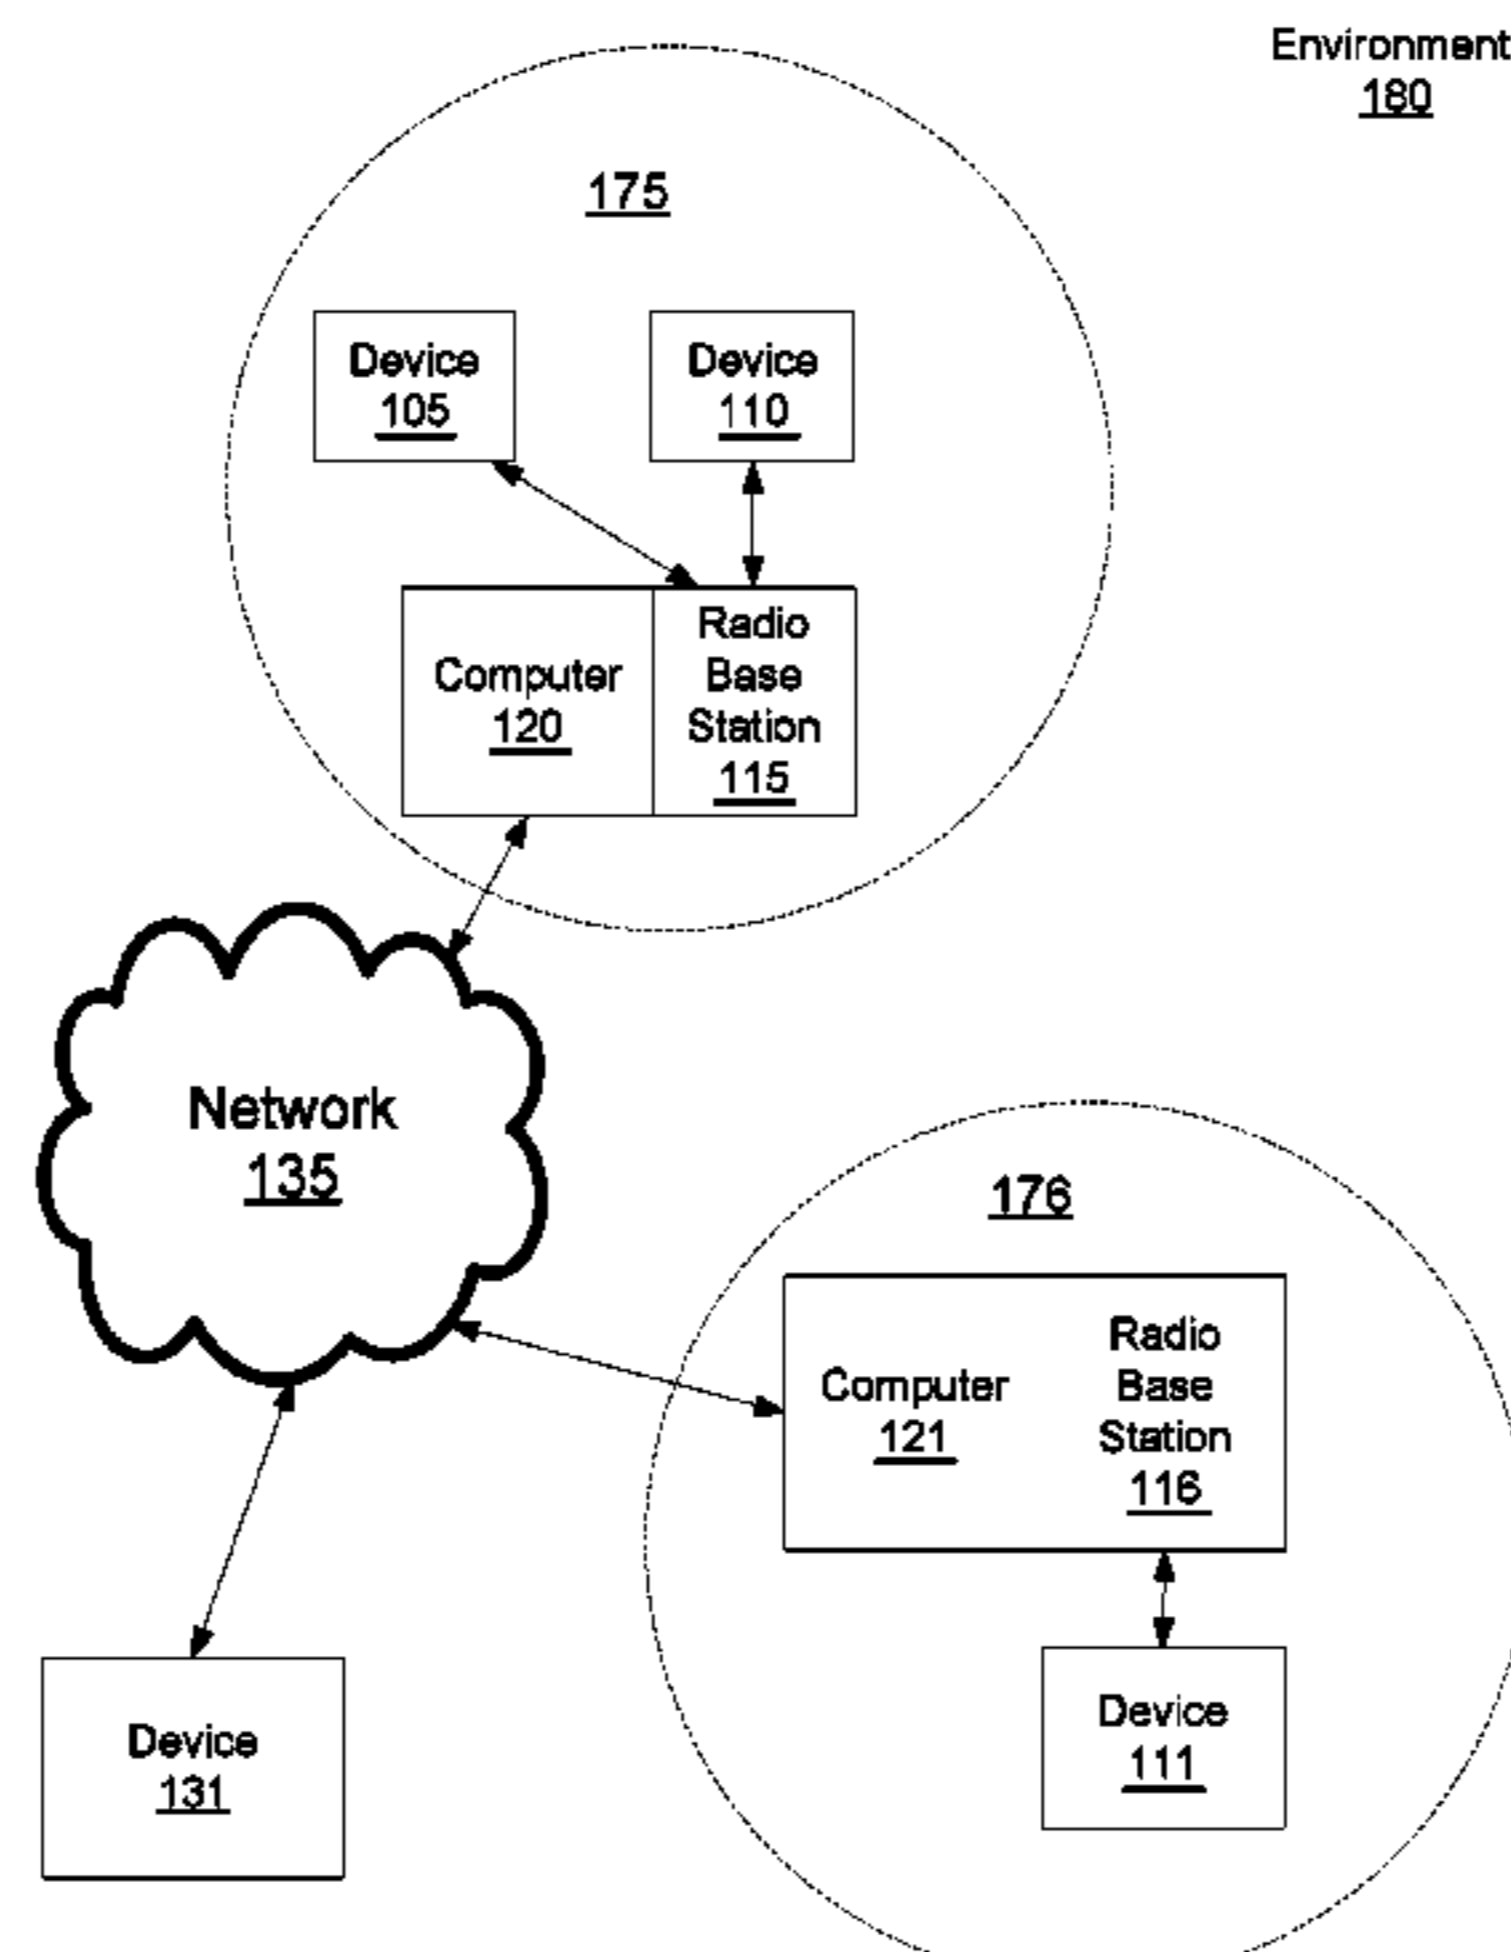 Environment
180
175
Device
105
Device
110
Computer
120
Radio
Base
Station
115
Network
135
176
Computer
121
Radio
Base
Station
116
Device
131
Device
111